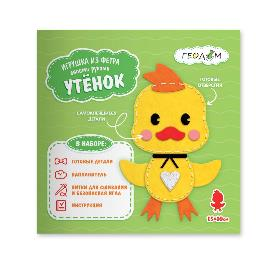 ИГРУШКА ИЗ ФЕТРА
своими руками
УТЁНОК
ГЕОДОМ
ГОТОВЫЕ
ОТВЕРСТИЯ
САМОКЛЕЯЩИЕСЯ
ДЕТАЛИ
В НАБОРЕ:
ГОТОВЫЕ ДЕТАЛИ
НАПОЛНИТЕЛЬ
НИТКИ ДЛЯ СШИВАНИЯ
И БЕЗОПАСНАЯ ИГЛА
ИНСТРУКЦИЯ